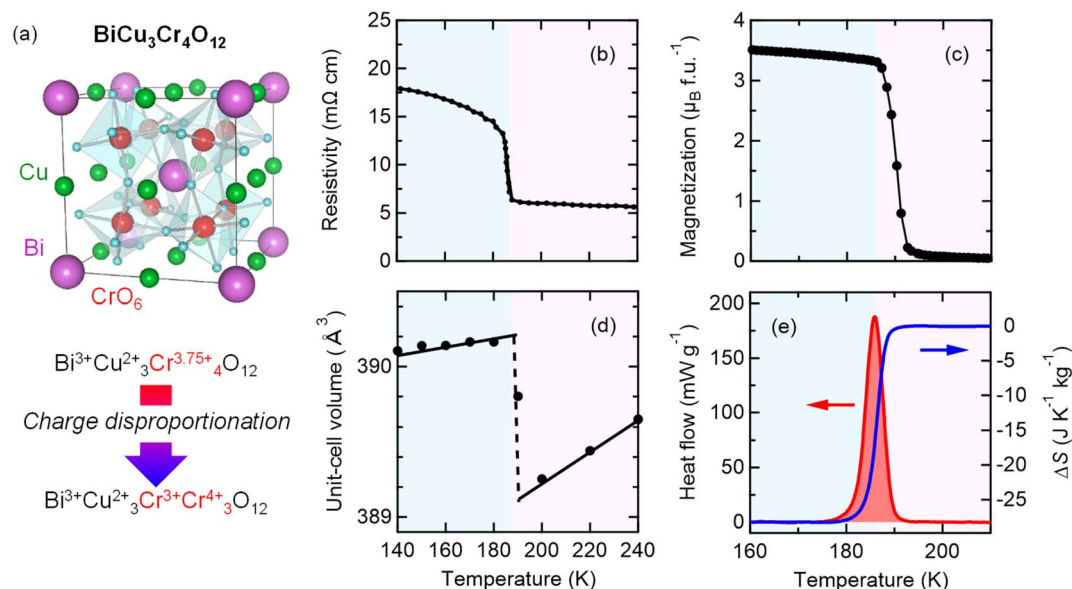 (a)
BiCu₃Cr₄O₁₂
Cu
Bi
CrO₆
Bi³⁺Cu²⁺₃Cr³·⁷⁵⁺₄O₁₂
Charge disproportionation
Bi³⁺Cu²⁺₃Cr³⁺Cr⁴⁺₃O₁₂
(b)
Resistivity (mΩ cm)
25
20
15
10
5
0
(c)
Magnetization (μB f.u.⁻¹)
4
3
2
1
0
(d)
Unit-cell volume (Å³)
390
389
140 160 180 200 220 240
Temperature (K)
(e)
Heat flow (mW g⁻¹)
200
150
100
50
0
ΔS (J K⁻¹ kg⁻¹)
0
-5
-10
-15
-20
-25
160 180 200
Temperature (K)